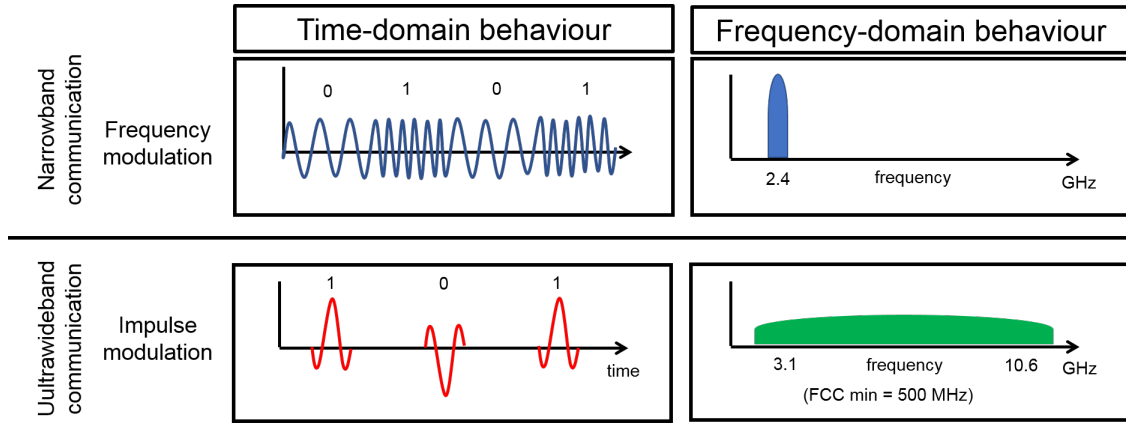 Time-domain behaviour
Frequency-domain behaviour
Narrowband
communication
Frequency
modulation
0 1 0 1
2.4
frequency
GHz
Uultrawideband
communication
Impulse
modulation
1 0 1
time
3.1
frequency
10.6
GHz
(FCC min = 500 MHz)